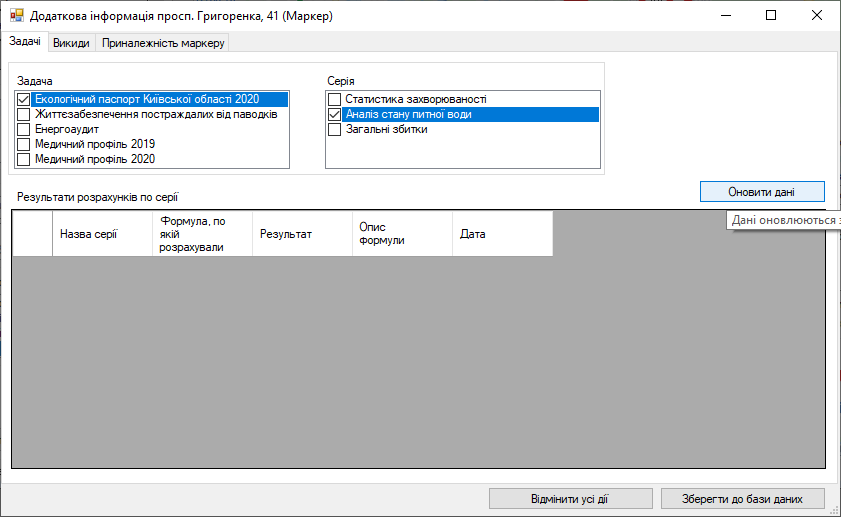 Додаткова інформація просп. Григоренка, 41 (Маркер)
Задачі Викиди Приналежність маркеру
Задача
Екологічний паспорт Київської області 2020
Життєзабезпечення постраждалих від паводків
Енергоаудит
Медичний профіль 2019
Медичний профіль 2020
Серія
Статистика захворюваності
Аналіз стану питної води
Загальні збитки
Оновити дані
Дані оновлюються з
Результати розрахунків по серії
Назва серії
Формула, по
якій
розрахували
Результат
Опис
формули
Дата
Відмінити усі дії
Зберегти до бази даних